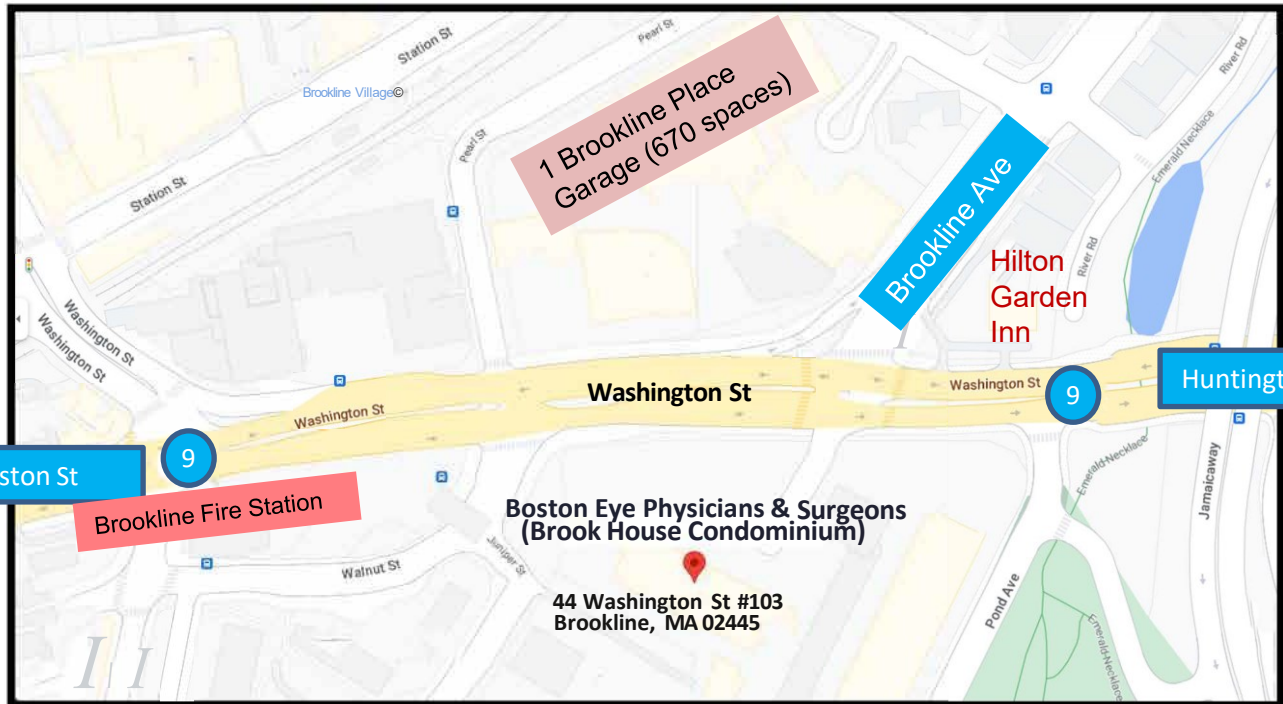 Station St
Pearl St
River Rd
Brookline Village©
1 Brookline Place
Garage (670 spaces)
Pearl St
Emerald Necklace
Station St
Brookline Ave
River Rd
Hilton
Garden
Inn
Washington St
Washington St
Washington St
Washington St
9
Huntingt
Washington St
9
ston St
Brookline Fire Station
Emerald-Necklace
Jamaicaway
Boston Eye Physicians & Surgeons
(Brook House Condominium)
Juniper St
Walnut St
44 Washington St #103
Brookline, MA 02445
Pond Ave
Emerald Necklace
I I